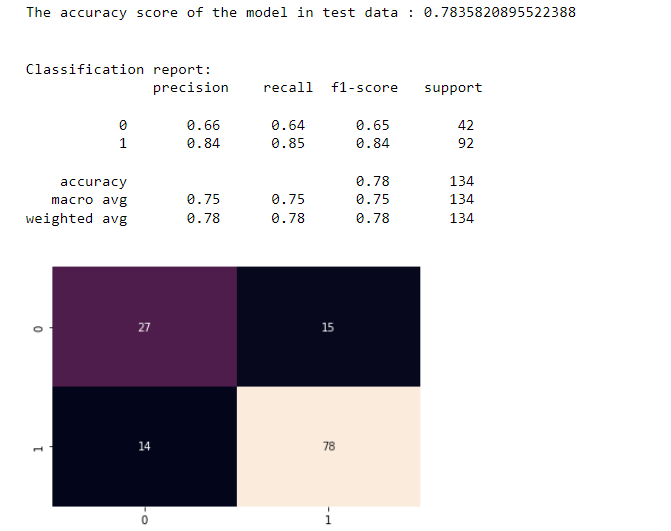 The accuracy score of the model in test data : 0.7835820895522388
Classification report:
precision recall f1-score support
0 0.66 0.64 0.65 42
1 0.84 0.85 0.84 92
accuracy 0.78 134
macro avg 0.75 0.75 0.75 134
weighted avg 0.78 0.78 0.78 134
0 27 15
1 14 78
0 1